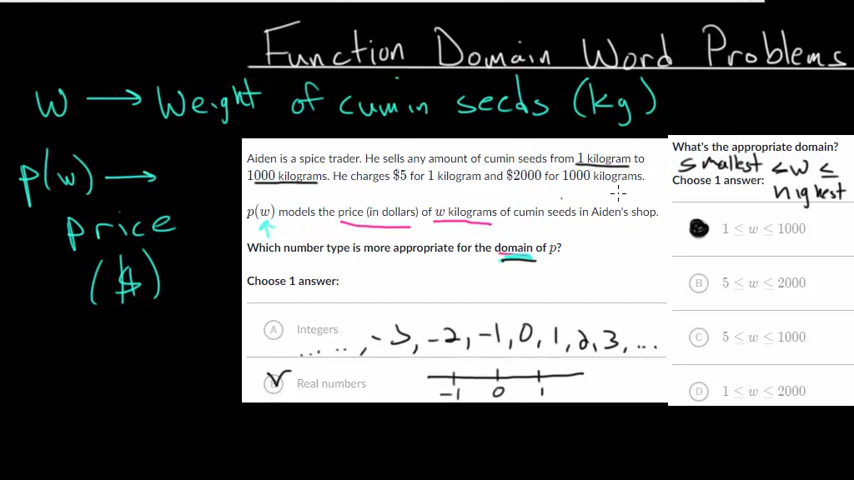 Function Domain Word Problems
w → Weight of cumin seeds (kg)
p(w) →
price
($)
Aiden is a spice trader. He sells any amount of cumin seeds from 1 kilogram to
1000 kilograms. He charges $5 for 1 kilogram and $2000 for 1000 kilograms.
p(w) models the price (in dollars) of w kilograms of cumin seeds in Aiden's shop.
Which number type is more appropriate for the domain of p?
Choose 1 answer:
A Integers
....., -3, -2, -1, 0, 1, 2, 3, ...
Real numbers
-1 0 1
What's the appropriate domain?
smallest ≤ w ≤
Choose 1 answer:
highest
1 ≤ w ≤ 1000
B 5 ≤ w ≤ 2000
C 5 ≤ w ≤ 1000
D 1 ≤ w ≤ 2000